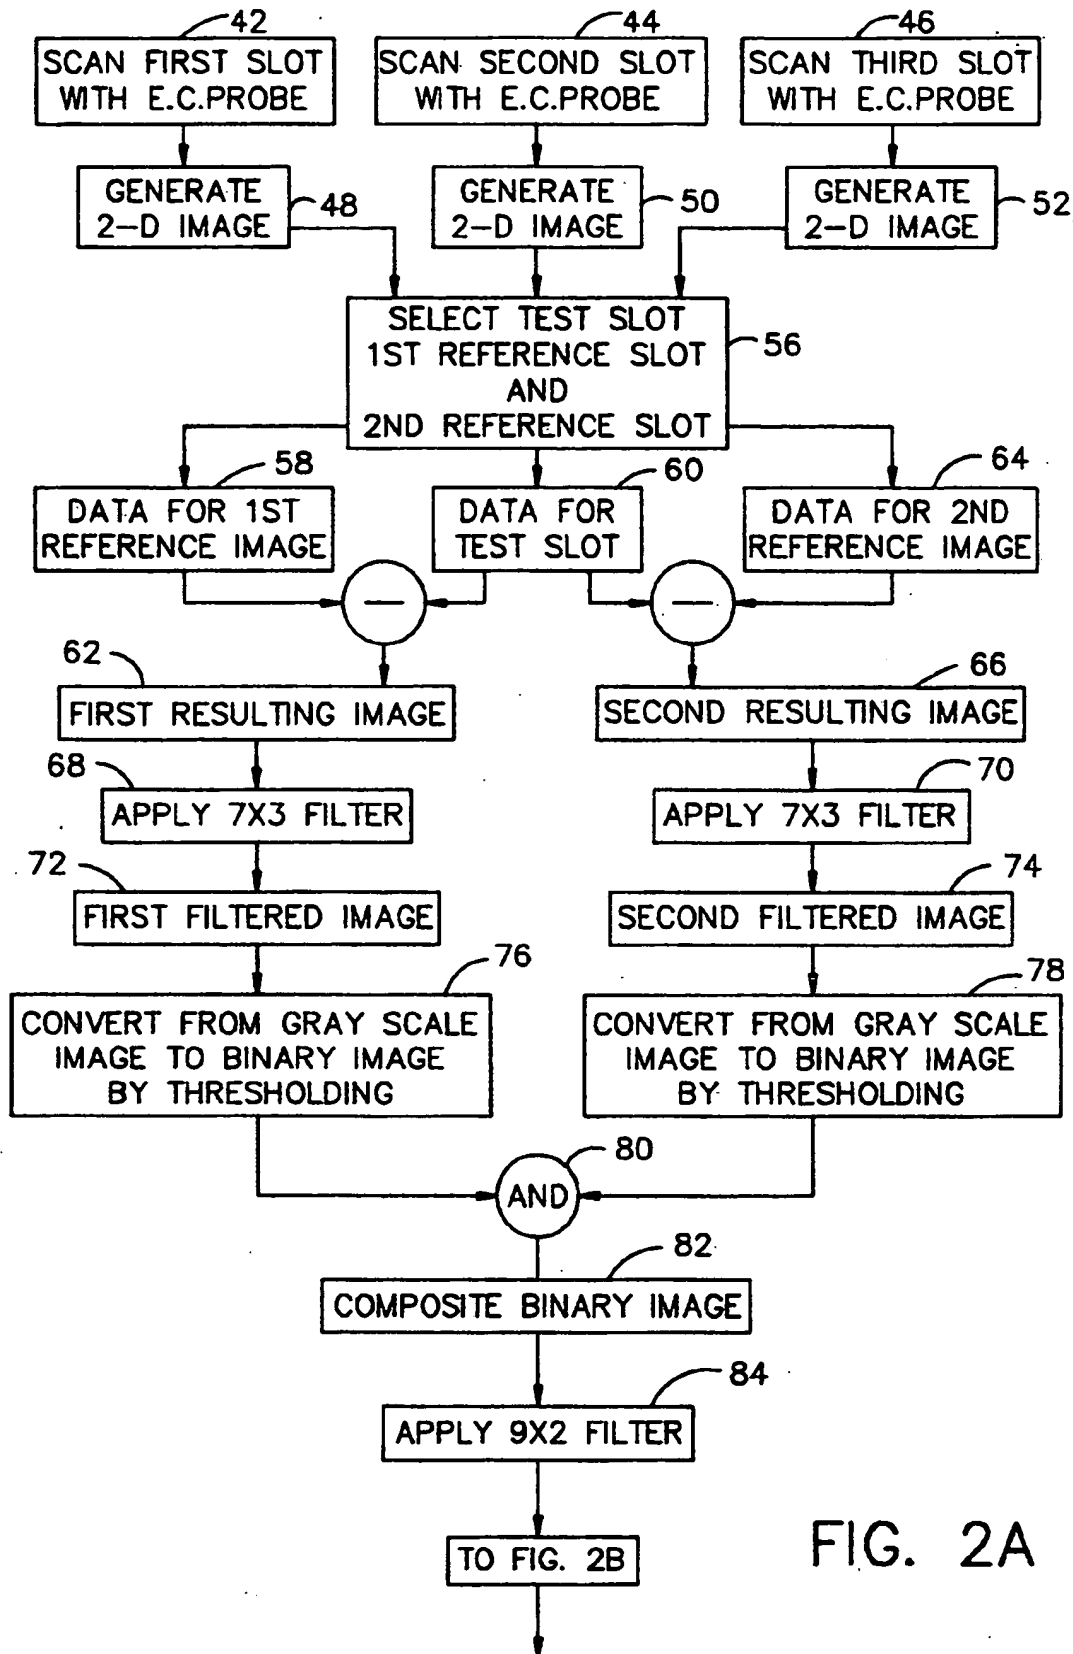 42
44
46
SCAN FIRST SLOT
WITH E.C.PROBE
SCAN SECOND SLOT
WITH E.C.PROBE
SCAN THIRD SLOT
WITH E.C.PROBE
GENERATE
2-D IMAGE
48
GENERATE
2-D IMAGE
50
GENERATE
2-D IMAGE
52
SELECT TEST SLOT
1ST REFERENCE SLOT
AND
2ND REFERENCE SLOT
56
58
60
64
DATA FOR 1ST
REFERENCE IMAGE
DATA FOR
TEST SLOT
DATA FOR 2ND
REFERENCE IMAGE
—
—
62
66
FIRST RESULTING IMAGE
SECOND RESULTING IMAGE
68
70
APPLY 7X3 FILTER
APPLY 7X3 FILTER
72
74
FIRST FILTERED IMAGE
SECOND FILTERED IMAGE
76
78
CONVERT FROM GRAY SCALE
IMAGE TO BINARY IMAGE
BY THRESHOLDING
CONVERT FROM GRAY SCALE
IMAGE TO BINARY IMAGE
BY THRESHOLDING
80
AND
82
COMPOSITE BINARY IMAGE
84
APPLY 9X2 FILTER
TO FIG. 2B
FIG. 2A